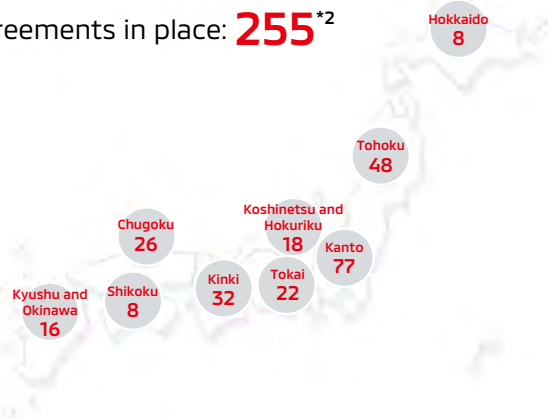 reements in place: 255*2
Hokkaido
8
Tohoku
48
Koshinetsu and
Hokuriku
18
Kanto
77
Chugoku
26
Kinki
32
Tokai
22
Shikoku
8
Kyushu and
Okinawa
16